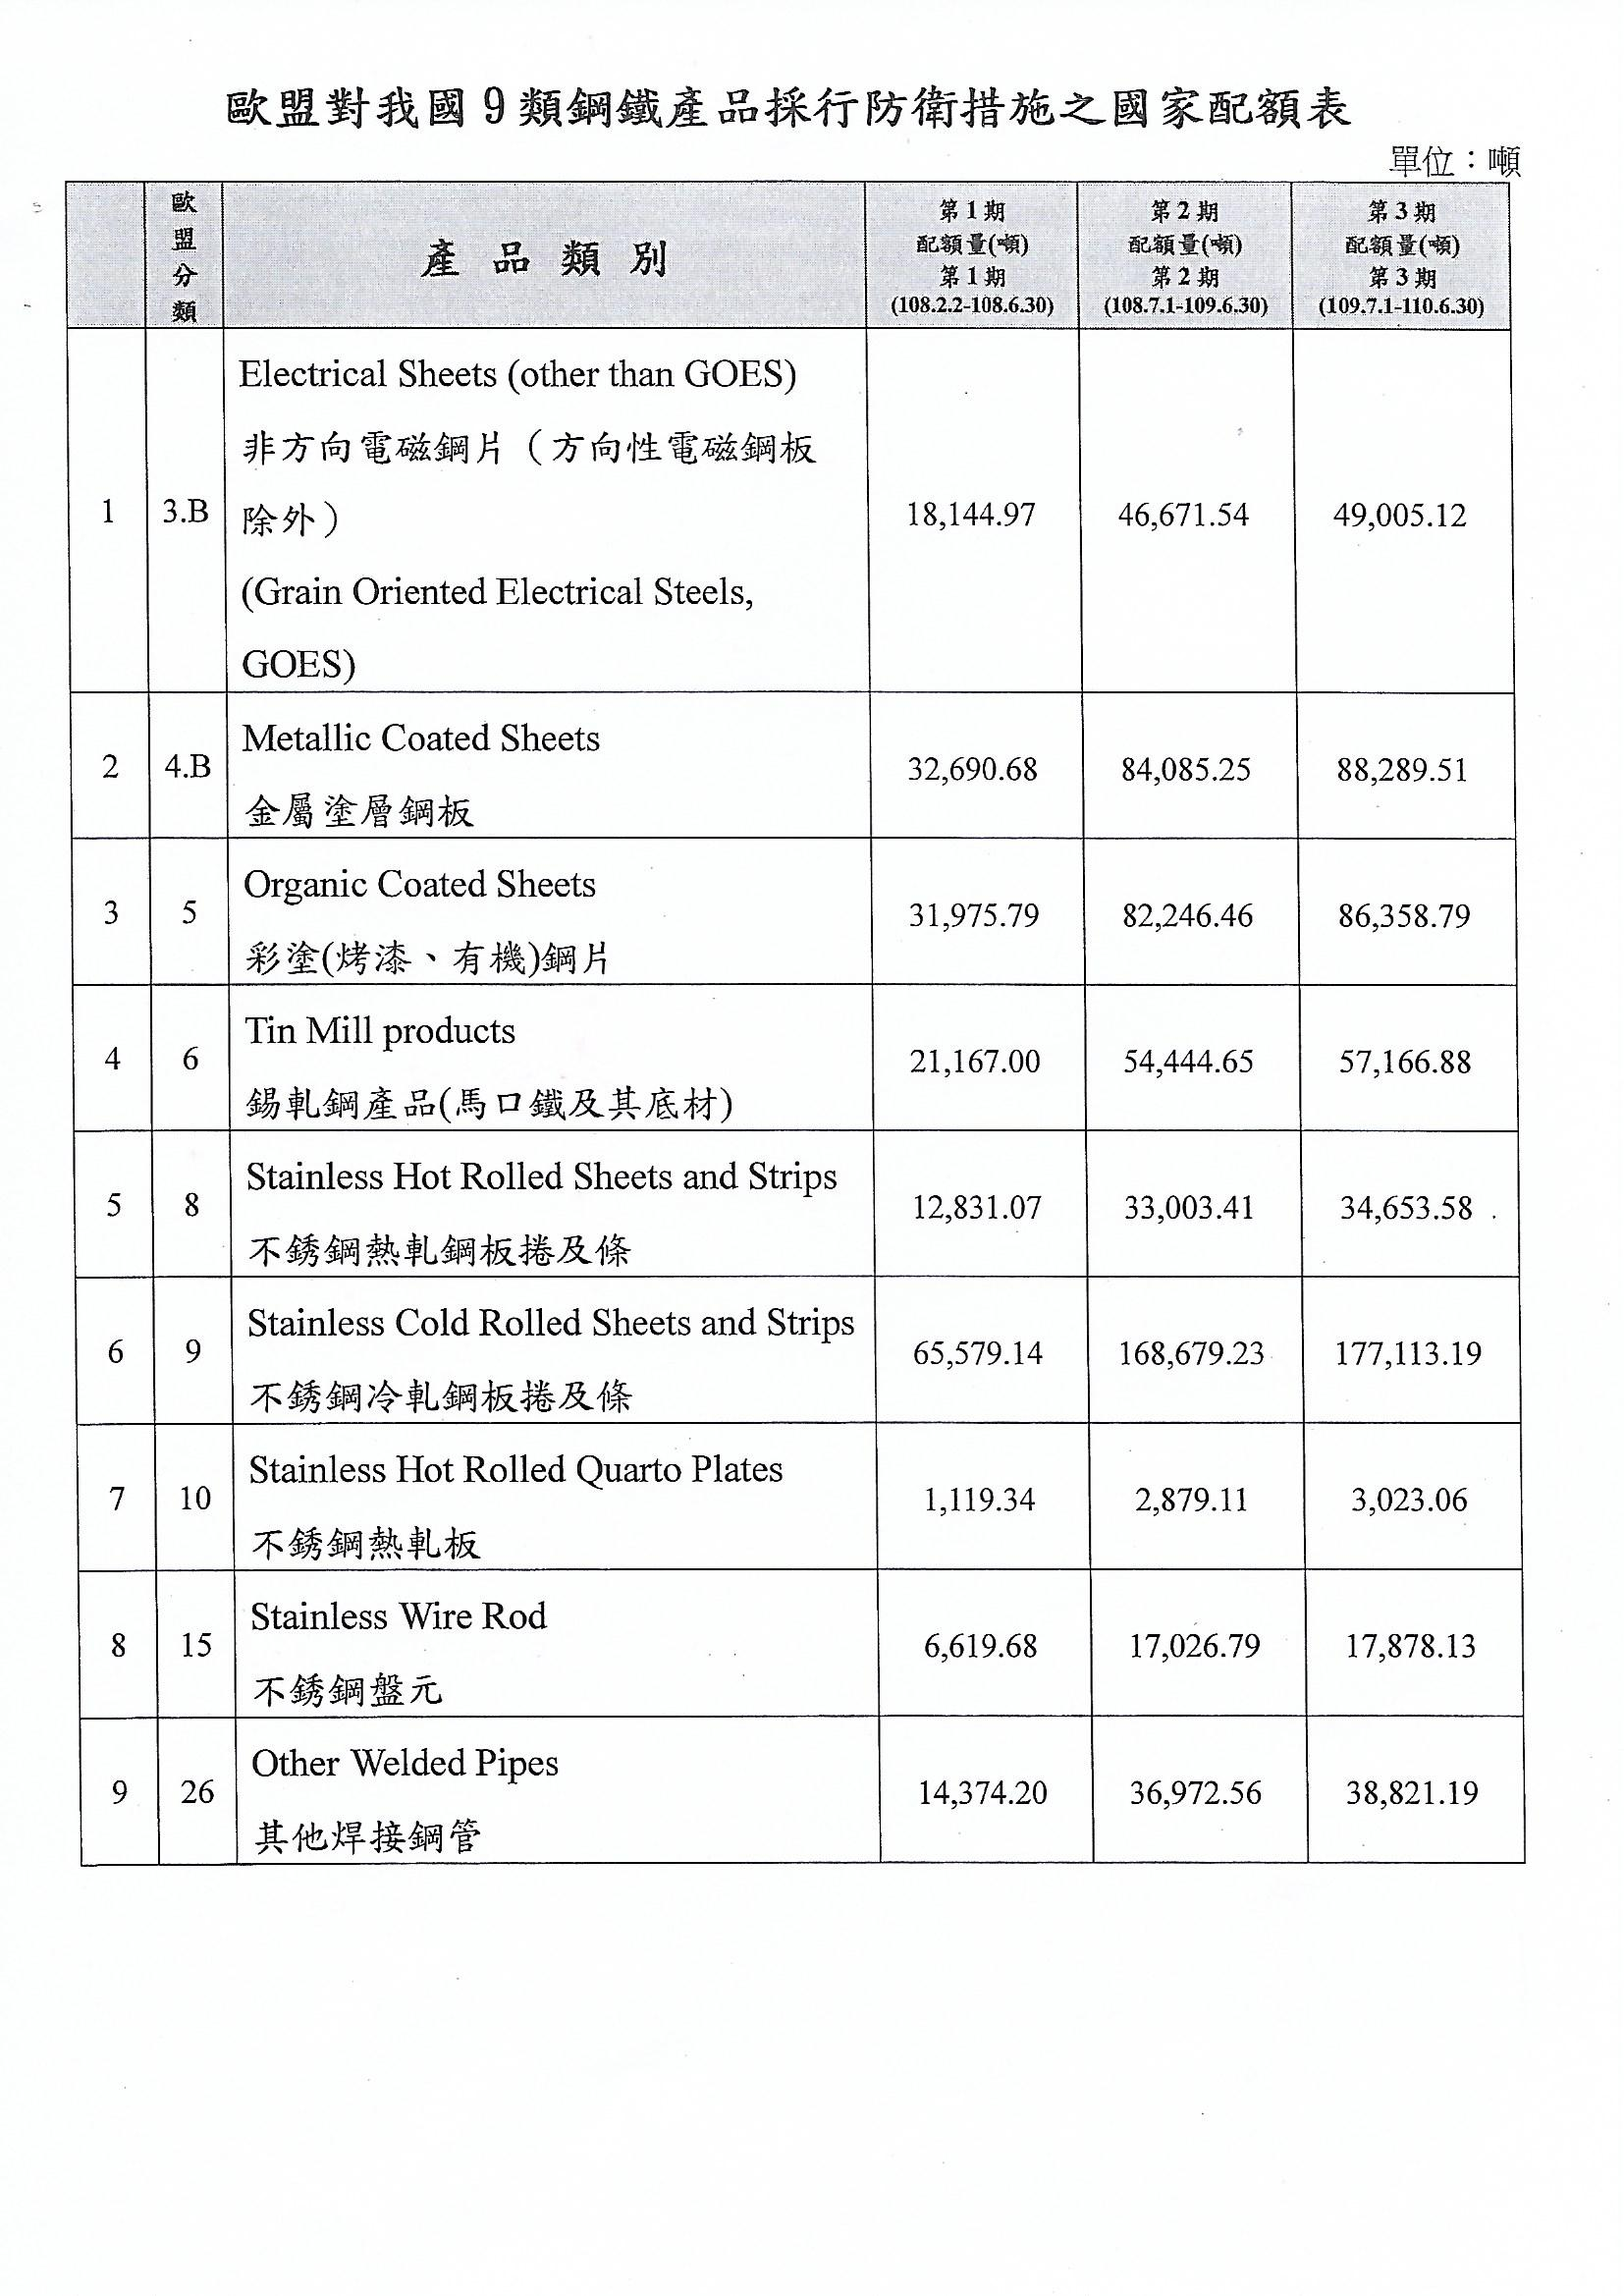 歐盟對我國9類鋼鐵產品採行防衛措施之國家配額表
單位：噸
歐
盟
分
類
產品類別
第1期
配額量(噸)
第1期
(108.2.2-108.6.30)
第2期
配額量(噸)
第2期
(108.7.1-109.6.30)
第3期
配額量(噸)
第3期
(109.7.1-110.6.30)
1
3.B
Electrical Sheets (other than GOES)
非方向電磁鋼片（方向性電磁鋼板
除外）
(Grain Oriented Electrical Steels,
GOES)
18,144.97
46,671.54
49,005.12
2
4.B
Metallic Coated Sheets
金屬塗層鋼板
32,690.68
84,085.25
88,289.51
3
5
Organic Coated Sheets
彩塗(烤漆、有機)鋼片
31,975.79
82,246.46
86,358.79
4
6
Tin Mill products
錫軋鋼產品(馬口鐵及其底材)
21,167.00
54,444.65
57,166.88
5
8
Stainless Hot Rolled Sheets and Strips
不銹鋼熱軋鋼板捲及條
12,831.07
33,003.41
34,653.58
6
9
Stainless Cold Rolled Sheets and Strips
不銹鋼冷軋鋼板捲及條
65,579.14
168,679.23
177,113.19
7
10
Stainless Hot Rolled Quarto Plates
不銹鋼熱軋板
1,119.34
2,879.11
3,023.06
8
15
Stainless Wire Rod
不銹鋼盤元
6,619.68
17,026.79
17,878.13
9
26
Other Welded Pipes
其他焊接鋼管
14,374.20
36,972.56
38,821.19